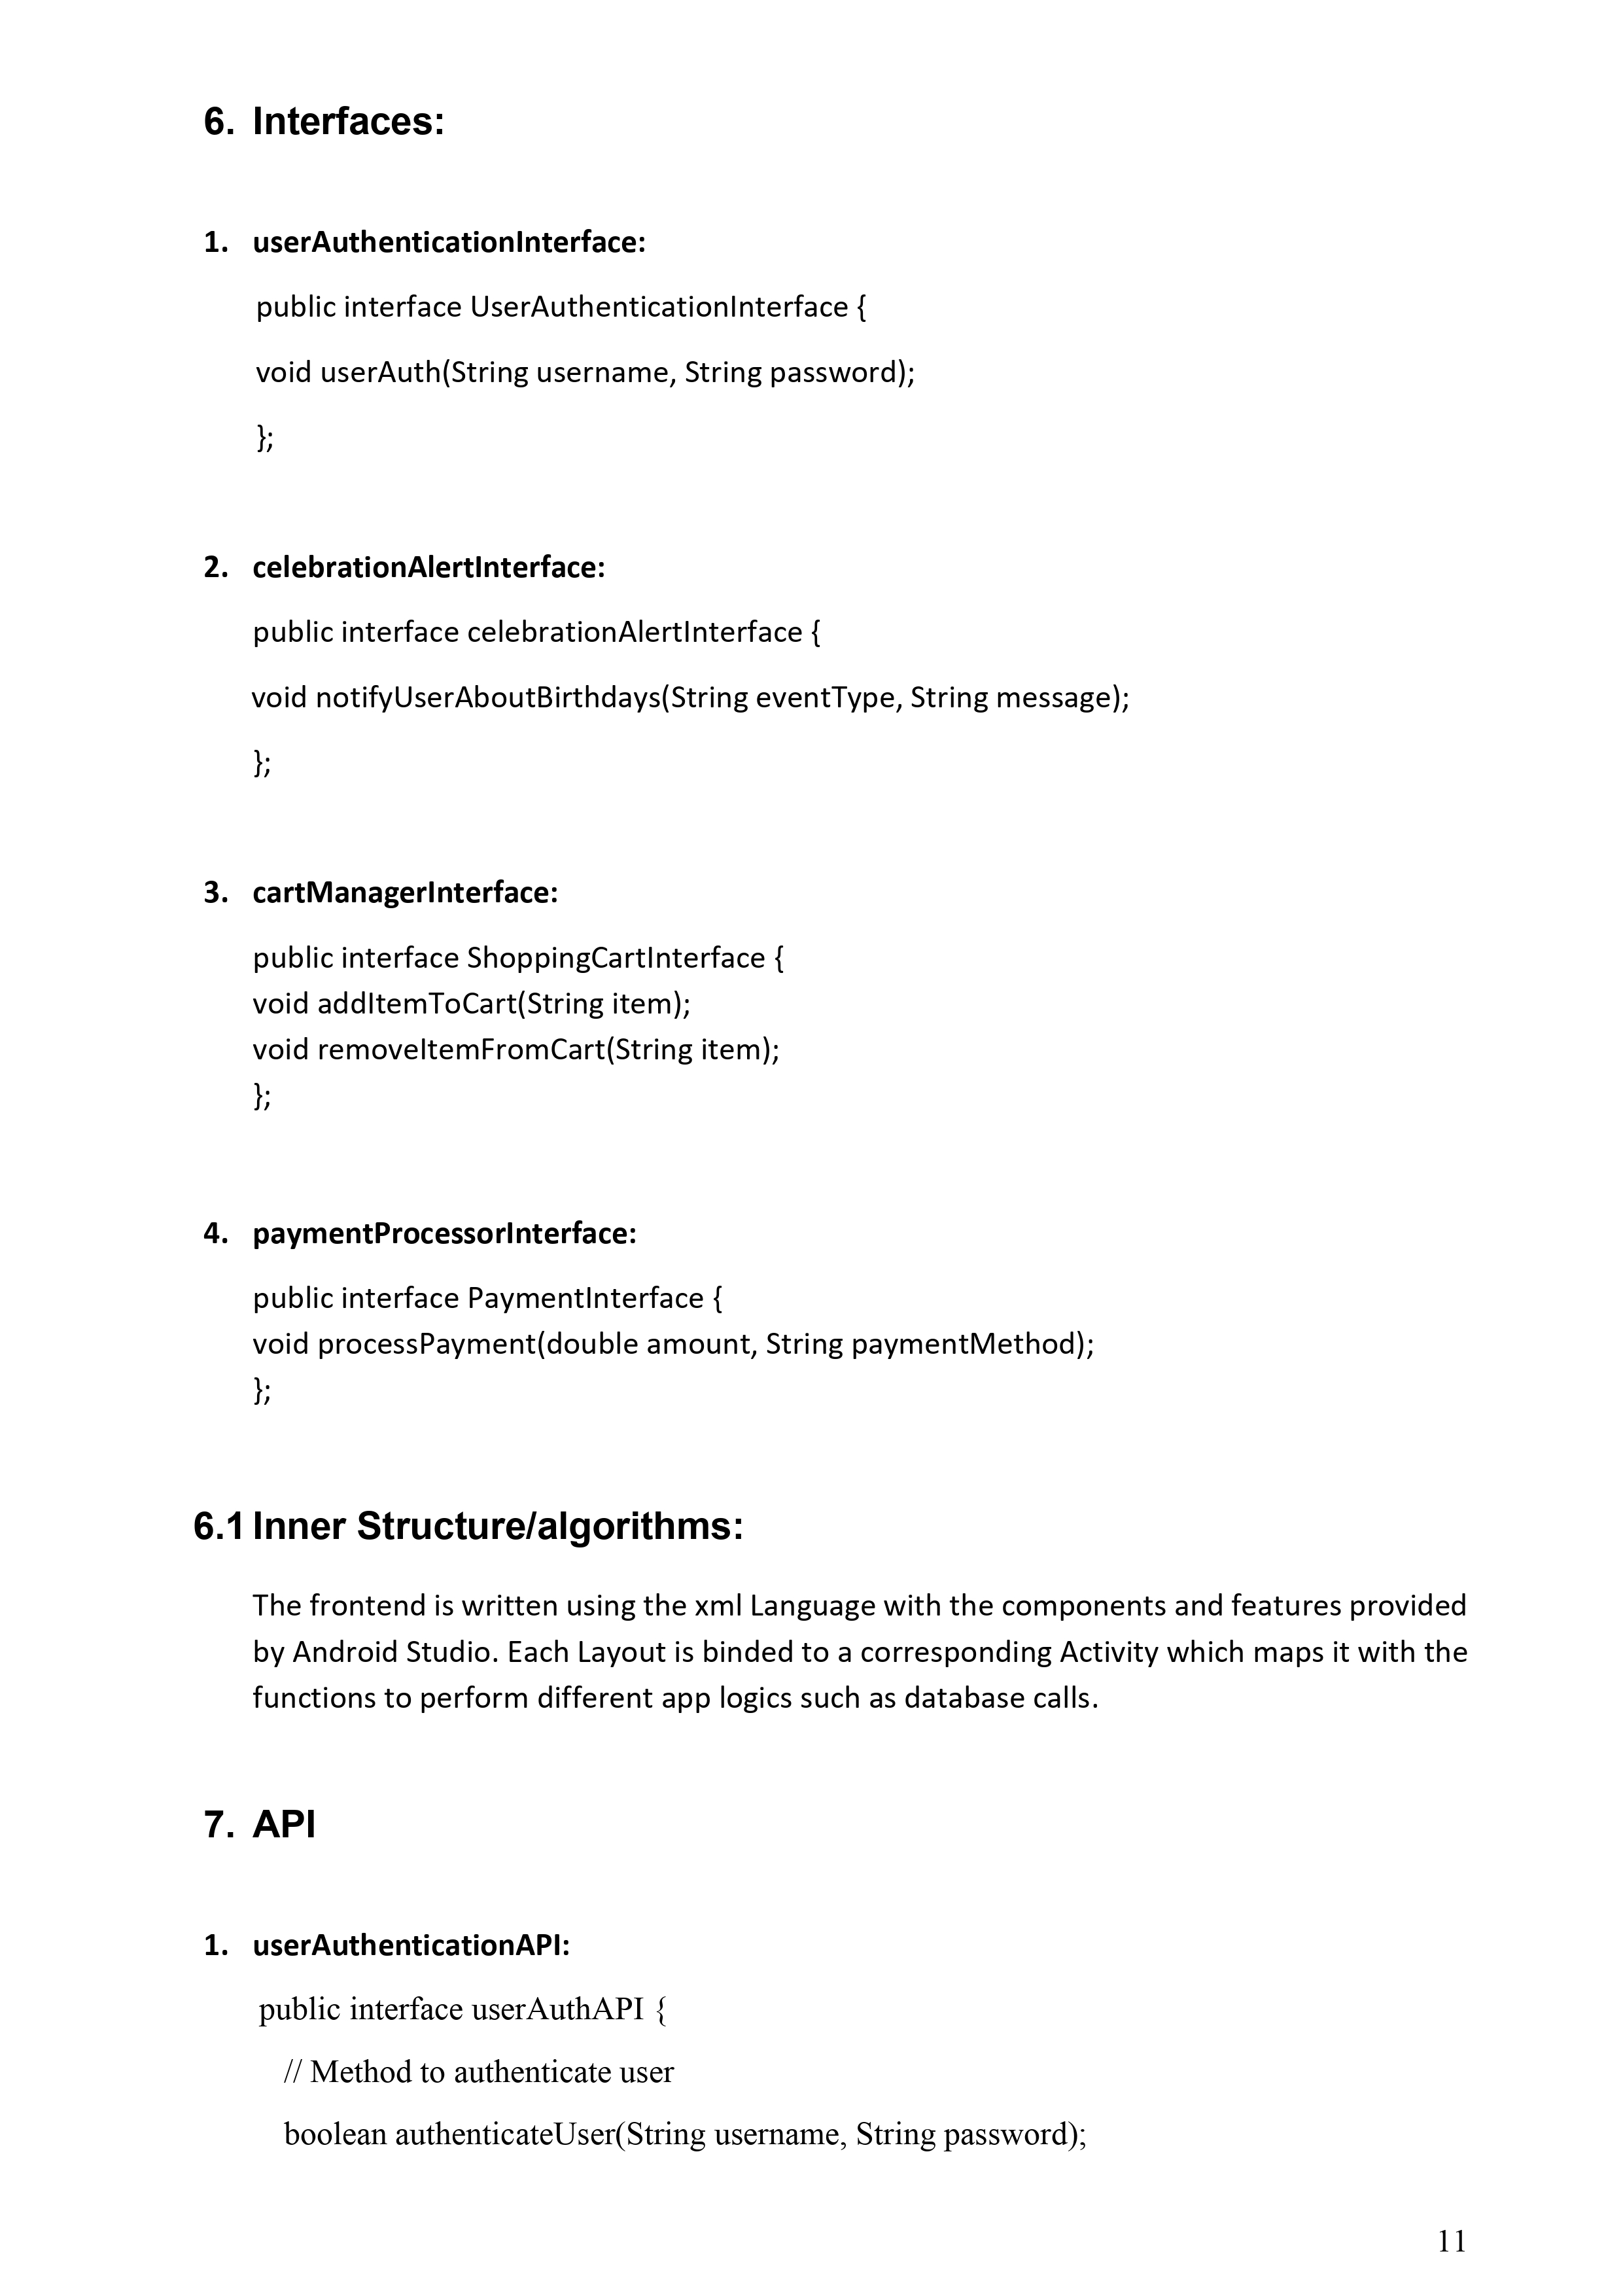 6. Interfaces:
1. userAuthenticationInterface:
public interface UserAuthenticationInterface {
void userAuth(String username, String password);
};
2. celebrationAlertInterface:
public interface celebrationAlertInterface {
void notifyUserAboutBirthdays(String eventType, String message);
};
3. cartManagerInterface:
public interface ShoppingCartInterface {
void addItemToCart(String item);
void removeItemFromCart(String item);
};
4. paymentProcessorInterface:
public interface PaymentInterface {
void processPayment(double amount, String paymentMethod);
};
6.1 Inner Structure/algorithms:
The frontend is written using the xml Language with the components and features provided
by Android Studio. Each Layout is binded to a corresponding Activity which maps it with the
functions to perform different app logics such as database calls.
7. API
1. userAuthenticationAPI:
public interface userAuthAPI {
// Method to authenticate user
boolean authenticateUser(String username, String password);
11